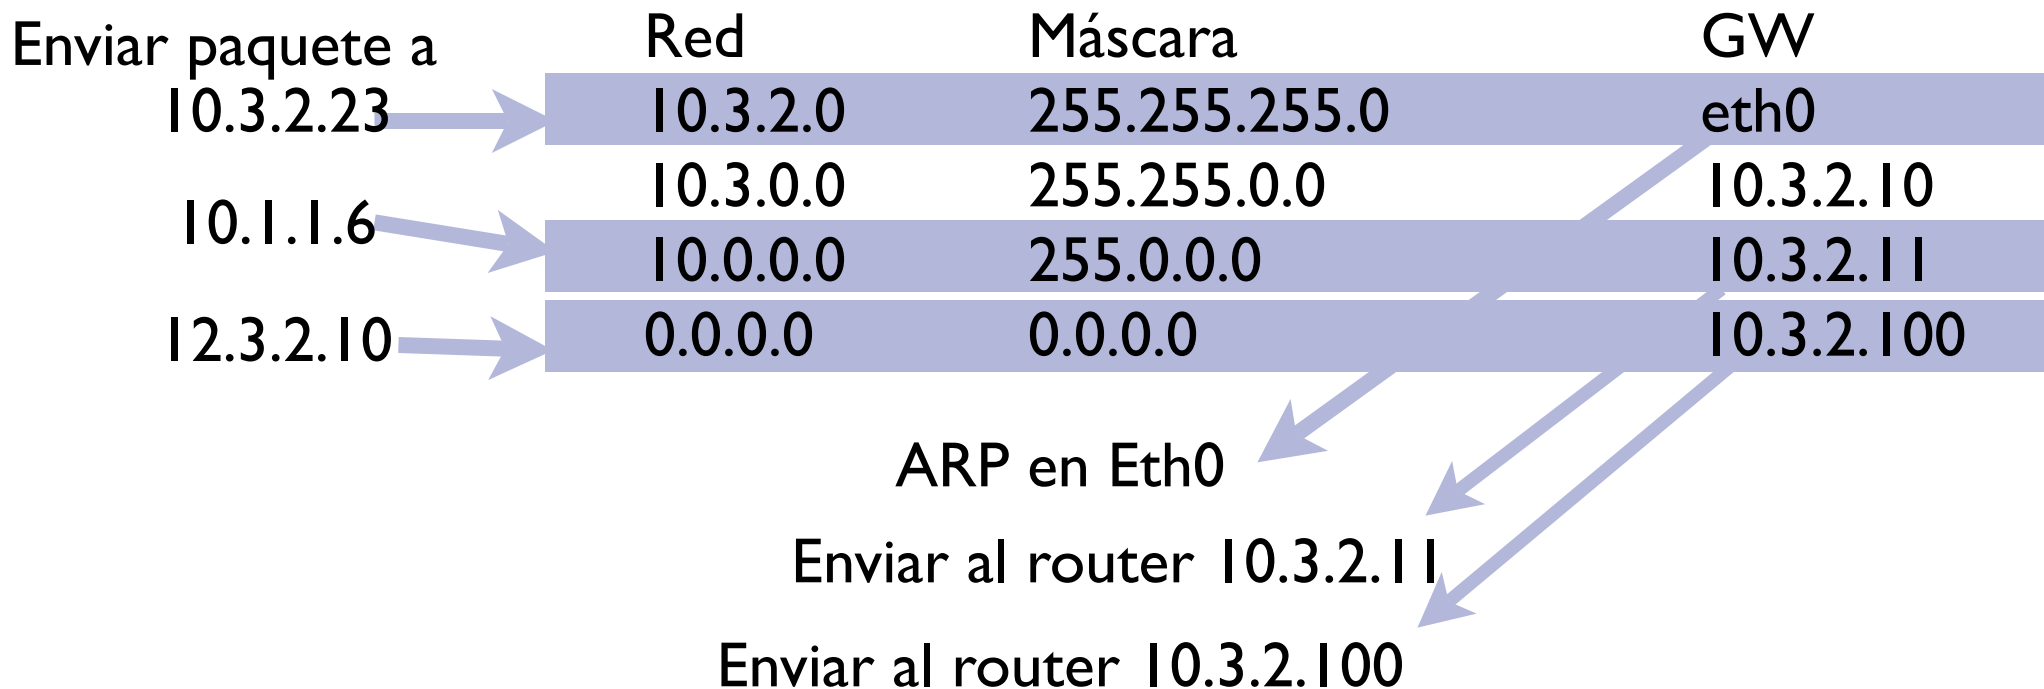 Enviar paquete a
Red Máscara GW
10.3.2.23 10.3.2.0 255.255.255.0 eth0
10.3.0.0 255.255.0.0 10.3.2.10
10.1.1.6 10.0.0.0 255.0.0.0 10.3.2.11
12.3.2.10 0.0.0.0 0.0.0.0 10.3.2.100
ARP en Eth0
Enviar al router 10.3.2.11
Enviar al router 10.3.2.100